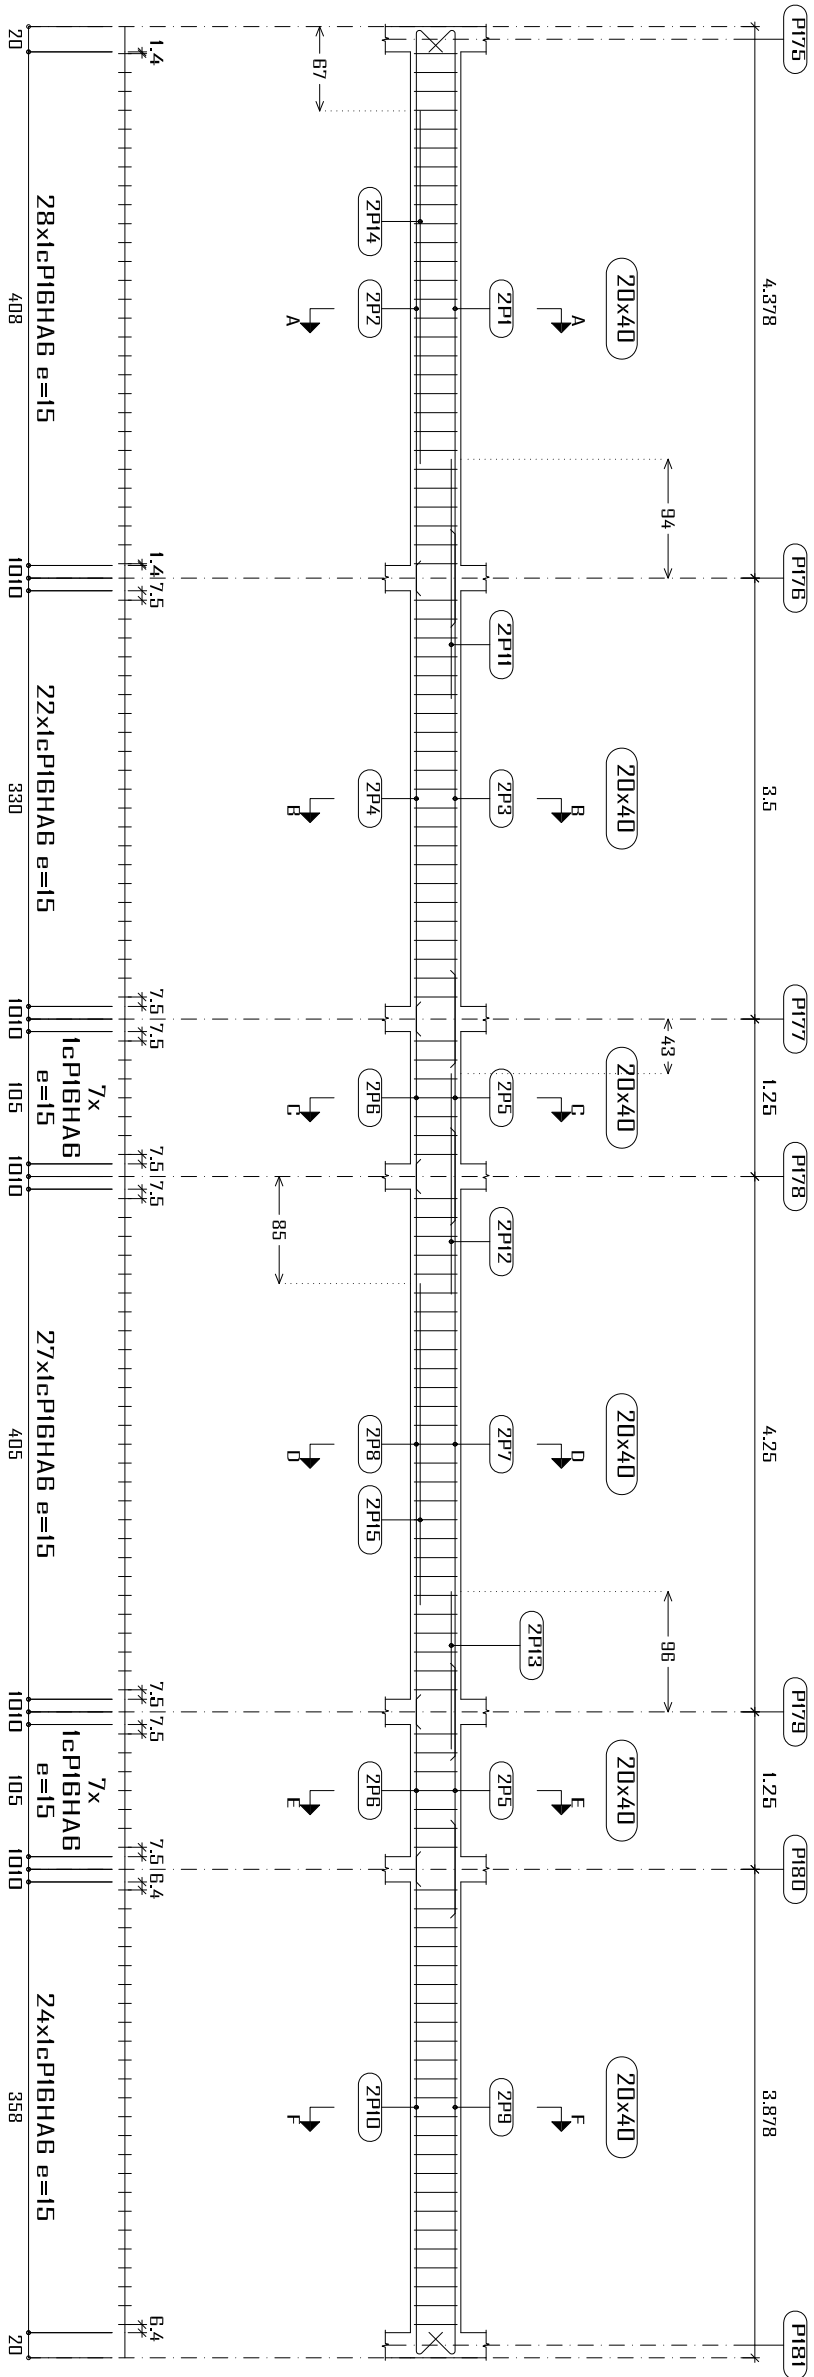 P175
P176
P177
P178
P179
P180
P181
4.378
3.5
1.25
4.25
1.25
3.878
94
43
96
20x40
20x40
20x40
20x40
20x40
20x40
A
B
C
D
E
F
2P1
2P11
2P3
2P5
2P12
2P7
2P13
2P5
2P9
2P14
2P2
2P4
2P6
2P8
2P15
2P6
2P10
67
A
B
C
85
D
E
F
1.4
1.4
7.5
7.5
7.5
7.5
7.5
7.5
7.5
7.5
6.4
6.4
28x1cP16HA6 e=15
22x1cP16HA6 e=15
7x
1cP16HA6
e=15
27x1cP16HA6 e=15
7x
1cP16HA6
e=15
24x1cP16HA6 e=15
20
408
1010
330
1010
105
1010
405
1010
105
1010
358
20